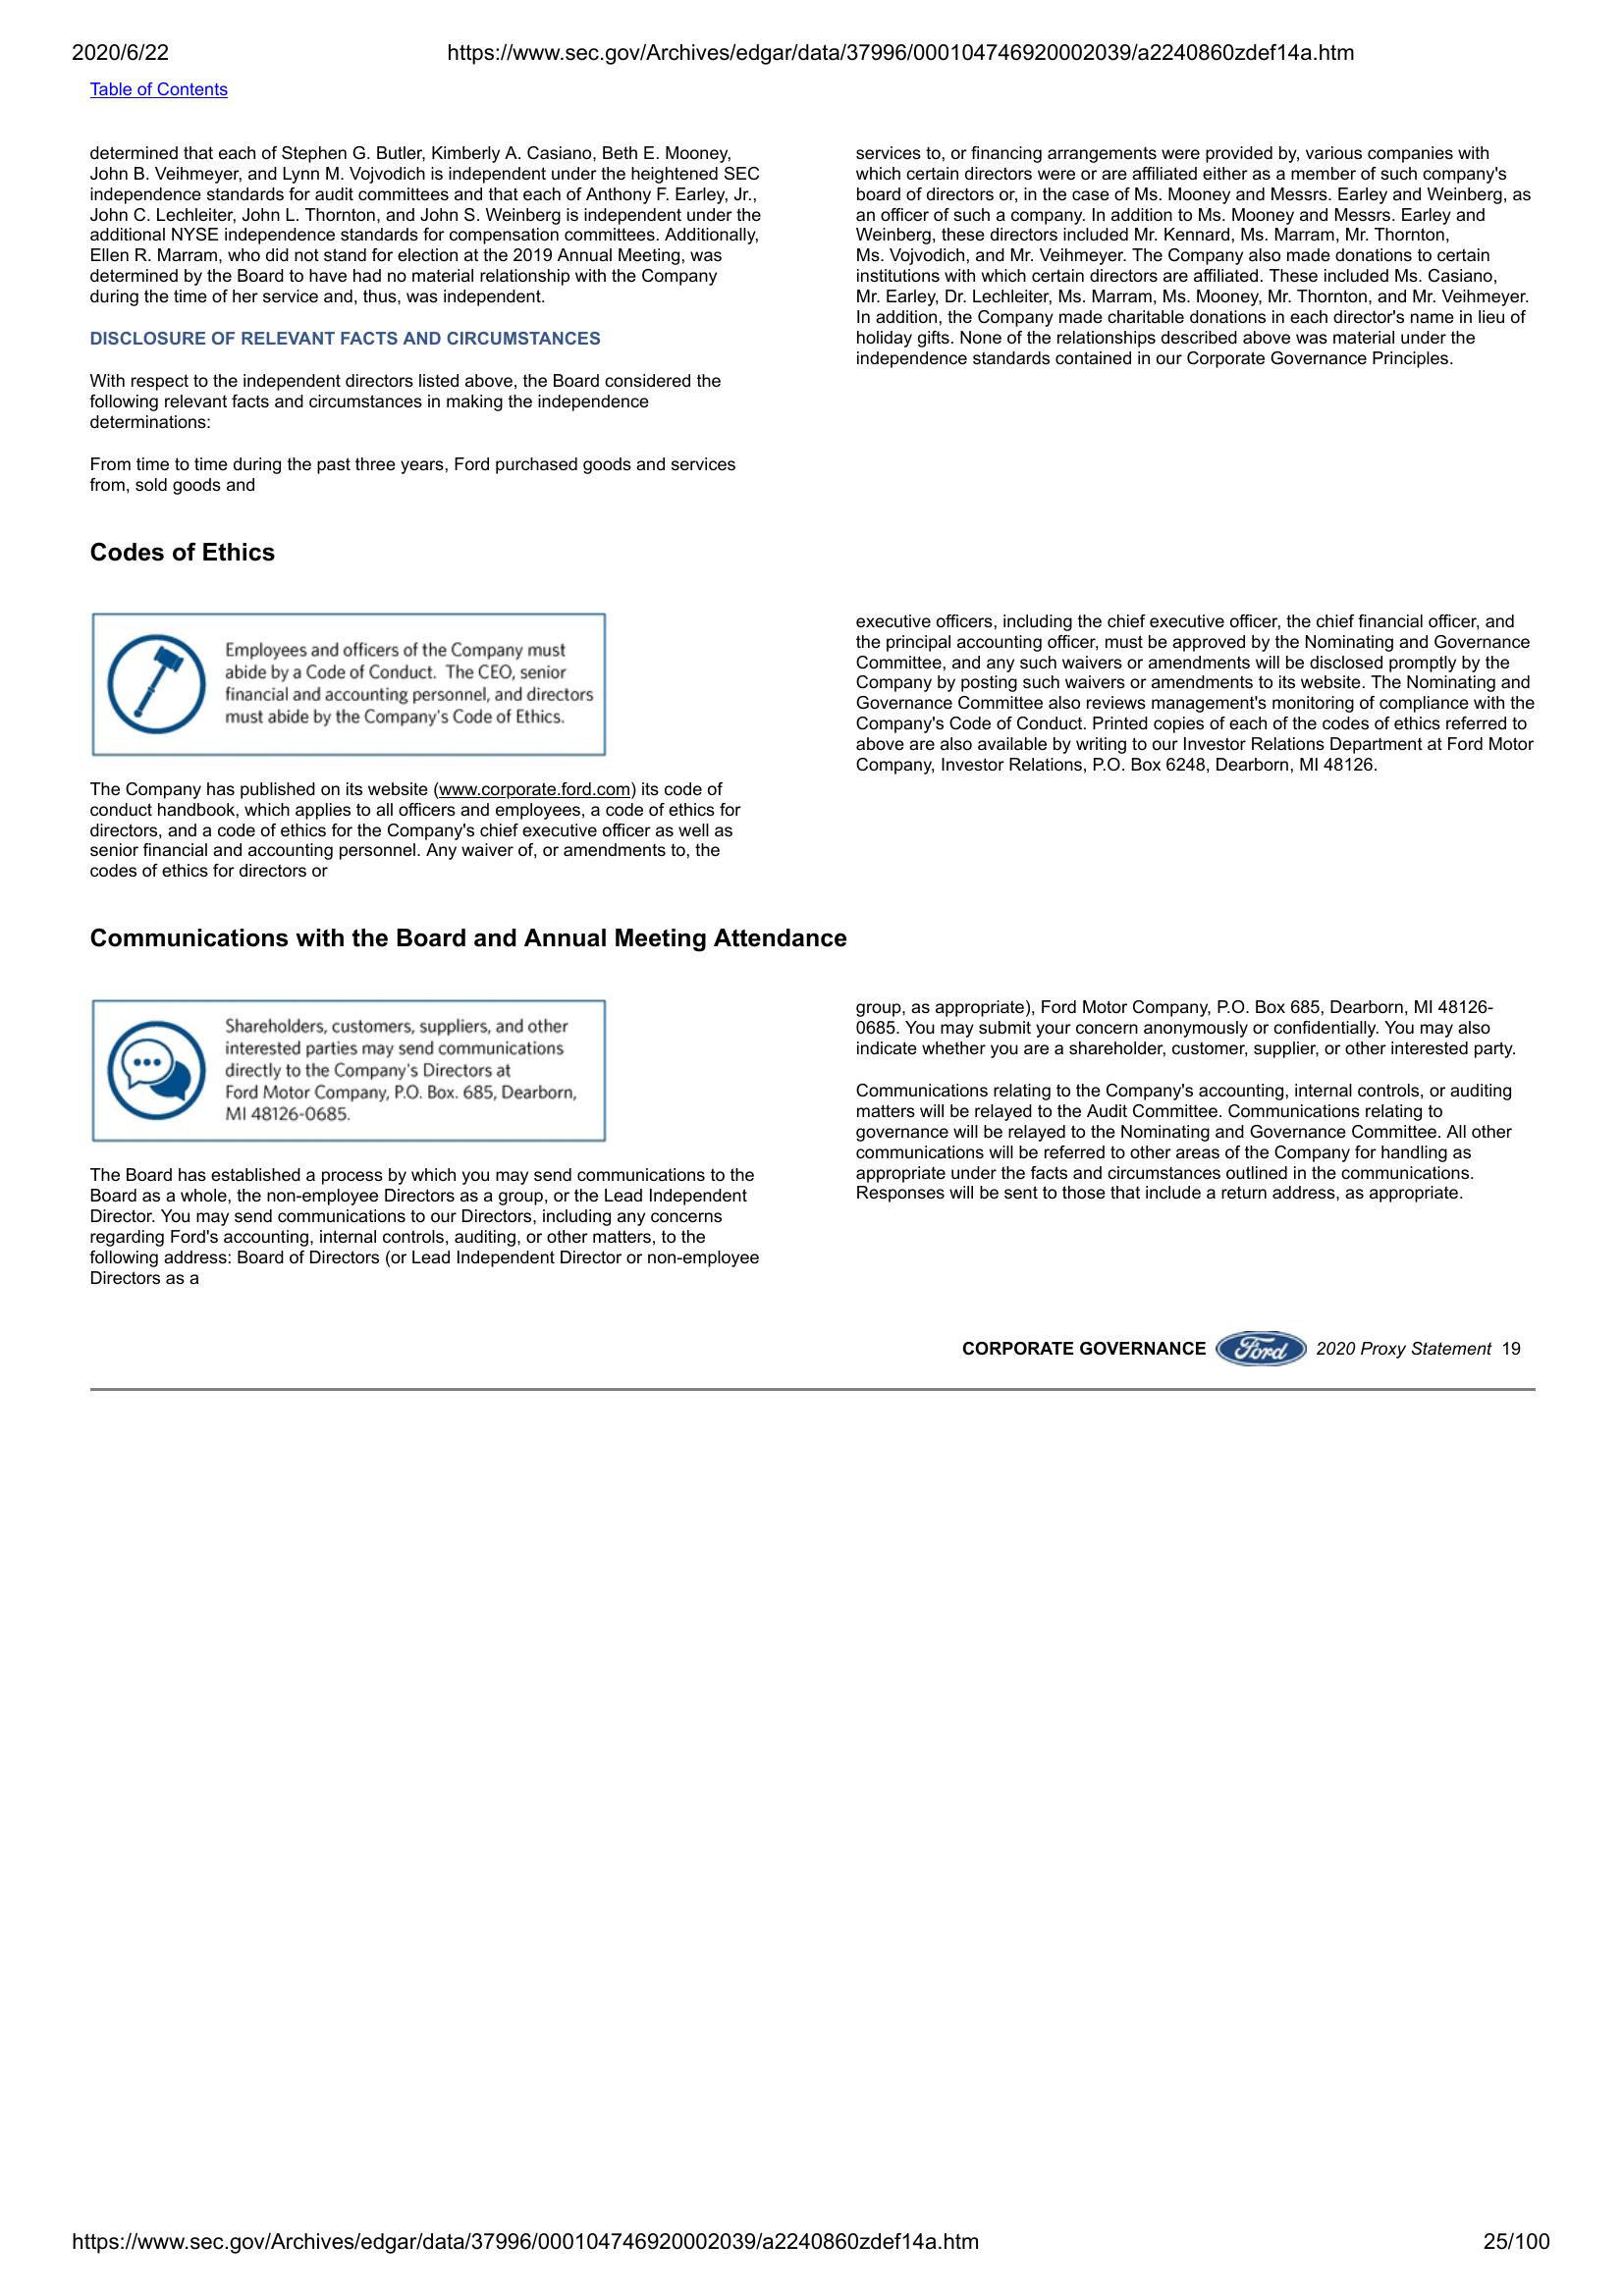 2020/6/22
https://www.sec.gov/Archives/edgar/data/37996/000104746920002039/a2240860zdef14a.htm
Table of Contents
determined that each of Stephen G. Butler, Kimberly A. Casiano, Beth E. Mooney,
John B. Veihmeyer, and Lynn M. Vojvodich is independent under the heightened SEC
independence standards for audit committees and that each of Anthony F. Earley, Jr.,
John C. Lechleiter, John L. Thornton, and John S. Weinberg is independent under the
additional NYSE independence standards for compensation committees. Additionally,
Ellen R. Marram, who did not stand for election at the 2019 Annual Meeting, was
determined by the Board to have had no material relationship with the Company
during the time of her service and, thus, was independent.
DISCLOSURE OF RELEVANT FACTS AND CIRCUMSTANCES
With respect to the independent directors listed above, the Board considered the
following relevant facts and circumstances in making the independence
determinations:
From time to time during the past three years, Ford purchased goods and services
from, sold goods and
services to, or financing arrangements were provided by, various companies with
which certain directors were or are affiliated either as a member of such company's
board of directors or, in the case of Ms. Mooney and Messrs. Earley and Weinberg, as
an officer of such a company. In addition to Ms. Mooney and Messrs. Earley and
Weinberg, these directors included Mr. Kennard, Ms. Marram, Mr. Thornton,
Ms. Vojvodich, and Mr. Veihmeyer. The Company also made donations to certain
institutions with which certain directors are affiliated. These included Ms. Casiano,
Mr. Earley, Dr. Lechleiter, Ms. Marram, Ms. Mooney, Mr. Thornton, and Mr. Veihmeyer.
In addition, the Company made charitable donations in each director's name in lieu of
holiday gifts. None of the relationships described above was material under the
independence standards contained in our Corporate Governance Principles.
Codes of Ethics
Employees and officers of the Company must
abide by a Code of Conduct. The CEO, senior
financial and accounting personnel, and directors
must abide by the Company's Code of Ethics.
The Company has published on its website (www.corporate.ford.com) its code of
conduct handbook, which applies to all officers and employees, a code of ethics for
directors, and a code of ethics for the Company's chief executive officer as well as
senior financial and accounting personnel. Any waiver of, or amendments to, the
codes of ethics for directors or
executive officers, including the chief executive officer, the chief financial officer, and
the principal accounting officer, must be approved by the Nominating and Governance
Committee, and any such waivers or amendments will be disclosed promptly by the
Company by posting such waivers or amendments to its website. The Nominating and
Governance Committee also reviews management's monitoring of compliance with the
Company's Code of Conduct. Printed copies of each of the codes of ethics referred to
above are also available by writing to our Investor Relations Department at Ford Motor
Company, Investor Relations, P.O. Box 6248, Dearborn, MI 48126.
Communications with the Board and Annual Meeting Attendance
Shareholders, customers, suppliers, and other
interested parties may send communications
directly to the Company's Directors at
Ford Motor Company, P.O. Box. 685, Dearborn,
MI 48126-0685.
The Board has established a process by which you may send communications to the
Board as a whole, the non-employee Directors as a group, or the Lead Independent
Director. You may send communications to our Directors, including any concerns
regarding Ford's accounting, internal controls, auditing, or other matters, to the
following address: Board of Directors (or Lead Independent Director or non-employee
Directors as a
group, as appropriate), Ford Motor Company, P.O. Box 685, Dearborn, MI 48126-
0685. You may submit your concern anonymously or confidentially. You may also
indicate whether you are a shareholder, customer, supplier, or other interested party.
Communications relating to the Company's accounting, internal controls, or auditing
matters will be relayed to the Audit Committee. Communications relating to
governance will be relayed to the Nominating and Governance Committee. All other
communications will be referred to other areas of the Company for handling as
appropriate under the facts and circumstances outlined in the communications.
Responses will be sent to those that include a return address, as appropriate.
CORPORATE GOVERNANCE Ford 2020 Proxy Statement 19
https://www.sec.gov/Archives/edgar/data/37996/000104746920002039/a2240860zdef14a.htm
25/100